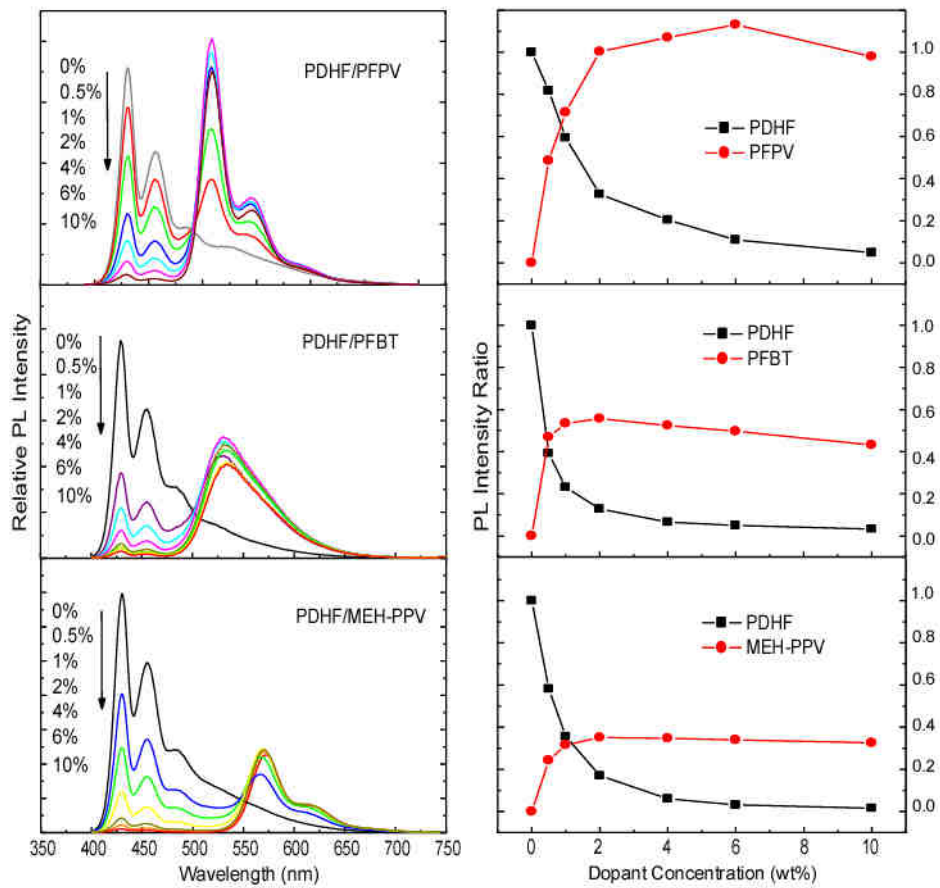 PDHF/PFPV
0%
0.5%
1%
2%
4%
6%
10%
PDHF/PFBT
0%
0.5%
1%
2%
4%
6%
10%
PDHF/MEH-PPV
0%
0.5%
1%
2%
4%
6%
10%
Relative PL Intensity
350 400 450 500 550 600 650 700 750
Wavelength (nm)
PDHF
PFPV
1.0
0.8
0.6
0.4
0.2
0.0
PDHF
PFBT
1.0
0.8
0.6
0.4
0.2
0.0
PDHF
MEH-PPV
1.0
0.8
0.6
0.4
0.2
0.0
PL Intensity Ratio
0 2 4 6 8 10
Dopant Concentration (wt%)